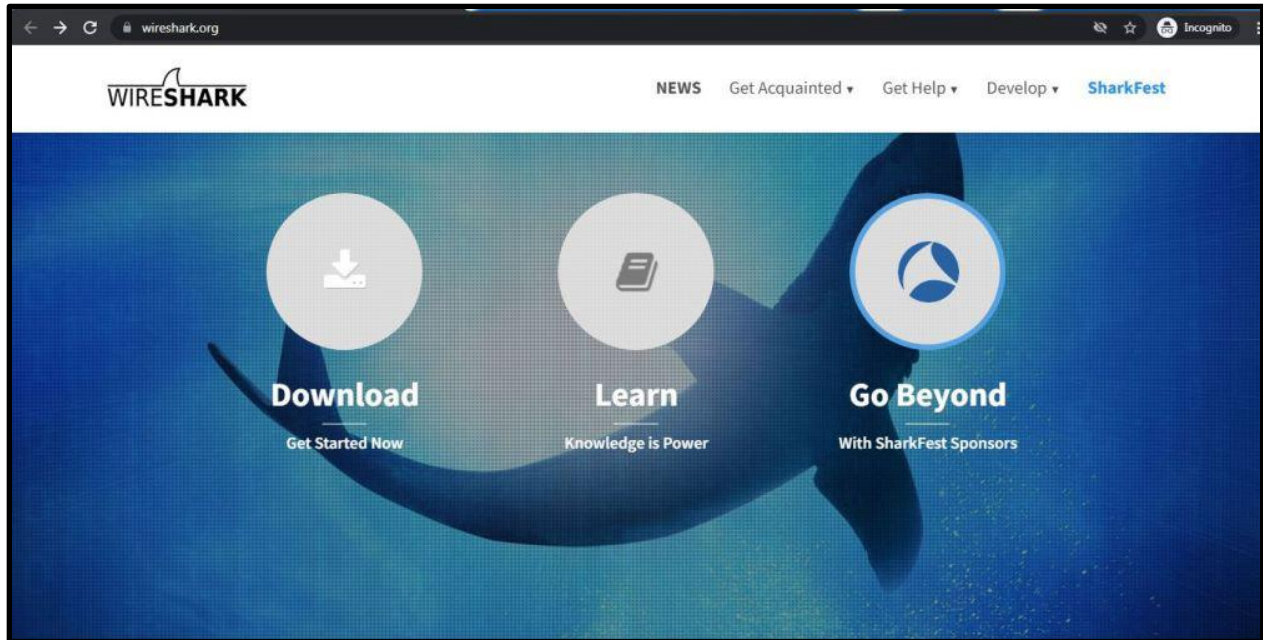 wireshark.org
Incognito
WIRESHARK
NEWS Get Acquainted ▾ Get Help ▾ Develop ▾ SharkFest
Download Learn Go Beyond
Get Started Now Knowledge is Power With SharkFest Sponsors